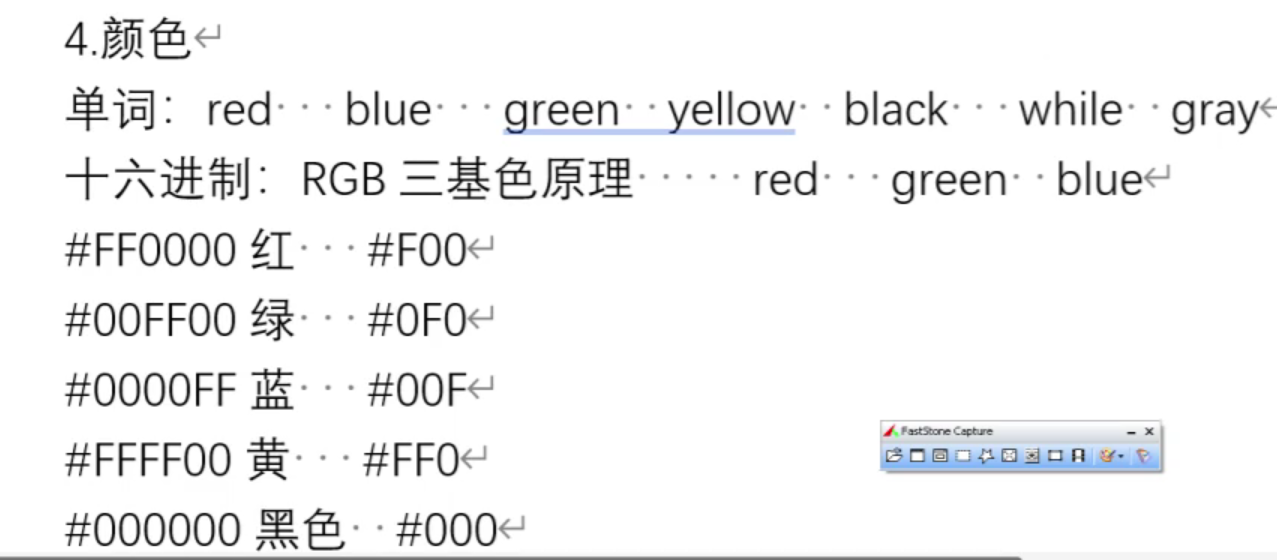 4.颜色
单词：red blue green yellow black while gray
十六进制：RGB 三基色原理 red green blue
#FF0000 红 #F00
#00FF00 绿 #0F0
#0000FF 蓝 #00F
#FFFF00 黄 #FF0
FastStone Capture
#000000 黑色 #000